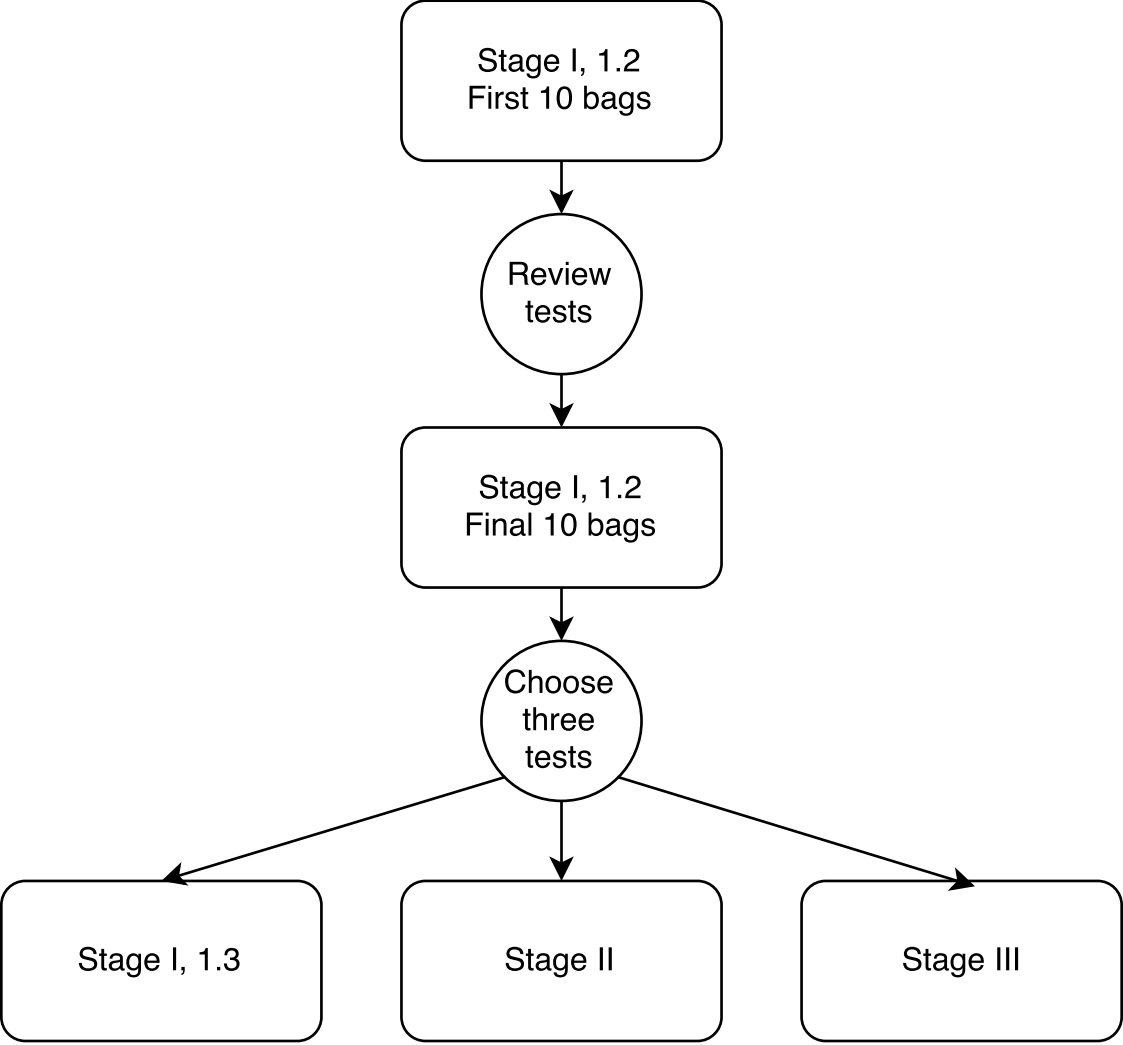 Stage I, 1.2
First 10 bags
Review
tests
Stage I, 1.2
Final 10 bags
Choose
three
tests
Stage I, 1.3
Stage II
Stage III